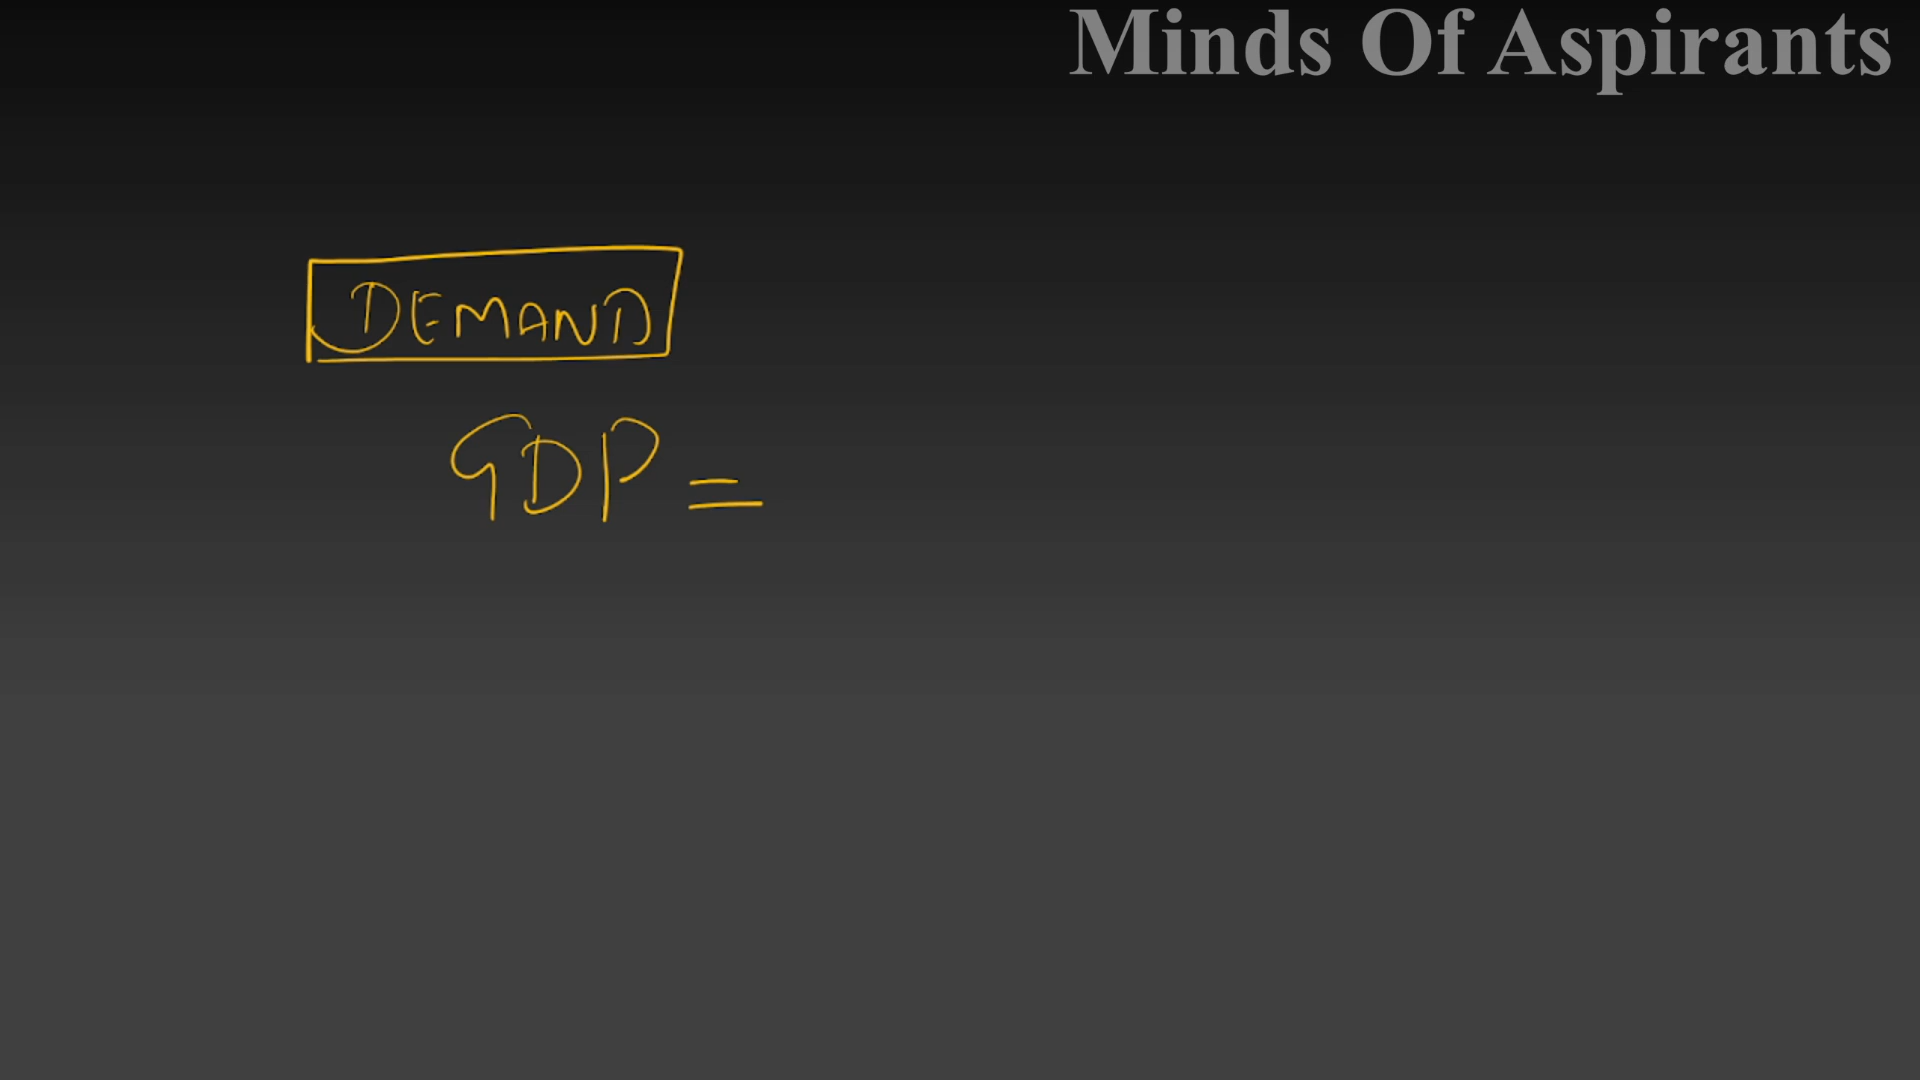 Minds Of Aspirants
DEMAND
GDP =